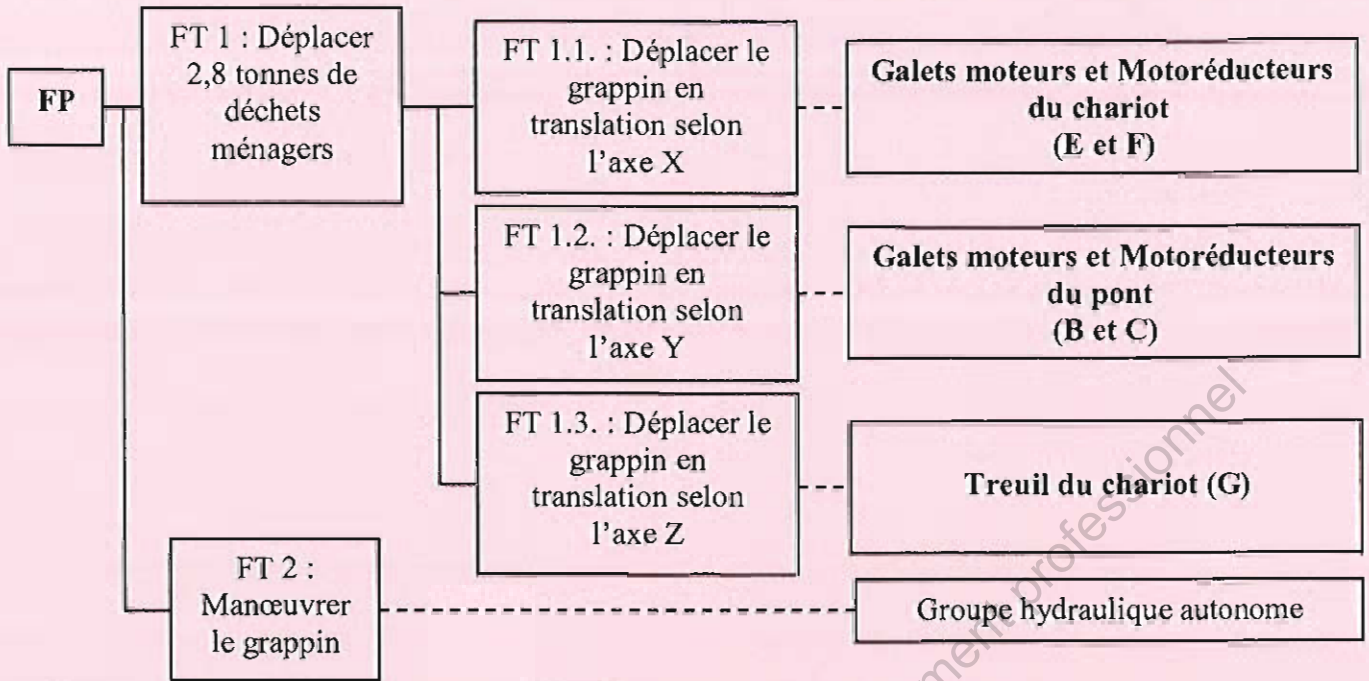 FP
FT 1 : Déplacer
2,8 tonnes de
déchets
ménagers
FT 1.1. : Déplacer le
grappin en
translation selon
l’axe X
Galets moteurs et Motoréducteurs
du chariot
(E et F)
FT 1.2. : Déplacer le
grappin en
translation selon
l’axe Y
Galets moteurs et Motoréducteurs
du pont
(B et C)
FT 1.3. : Déplacer le
grappin en
translation selon
l’axe Z
Treuil du chariot (G)
FT 2 :
Manœuvrer
le grappin
Groupe hydraulique autonome
professionnel